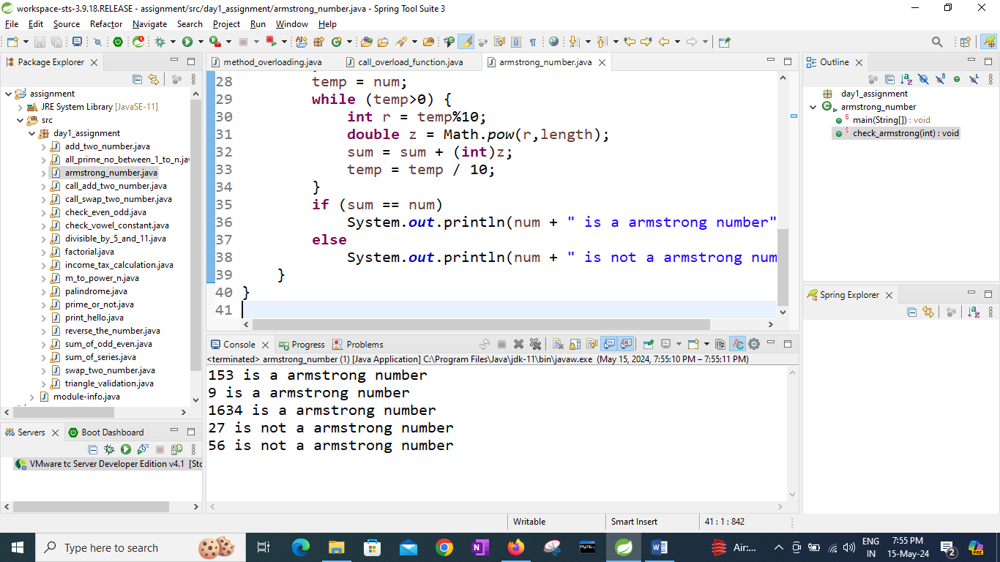 workspace-sts-3.9.18.RELEASE - assignment/src/day1_assignment/armstrong_number.java - Spring Tool Suite 3
File Edit Source Refactor Navigate Search Project Run Window Help
Package Explorer
assignment
JRE System Library [JavaSE-11]
src
day1_assignment
add_two_number.java
all_prime_no_between_1_to_n.jav
armstrong_number.java
call_add_two_number.java
call_swap_two_number.java
check_even_odd.java
check_vowel_constant.java
divisible_by_5_and_11.java
factorial.java
income_tax_calculation.java
m_to_power_n.java
palindrome.java
prime_or_not.java
print_hello.java
reverse_the_number.java
sum_of_odd_even.java
sum_of_series.java
swap_two_number.java
triangle_validation.java
module-info.java
Servers Boot Dashboard
VMware tc Server Developer Edition v4.1 [Sto
method_overloading.java call_overload_function.java armstrong_number.java
28 temp = num;
29 while (temp>0) {
30 int r = temp%10;
31 double z = Math.pow(r,length);
32 sum = sum + (int)z;
33 temp = temp / 10;
34 }
35 if (sum == num)
36 System.out.println(num + " is a armstrong number"
37 else
38 System.out.println(num + " is not a armstrong num
39 }
40 }
41
Console Progress Problems
<terminated> armstrong_number (1) [Java Application] C:\Program Files\Java\jdk-11\bin\javaw.exe (May 15, 2024, 7:55:10 PM – 7:55:11 PM)
153 is a armstrong number
9 is a armstrong number
1634 is a armstrong number
27 is not a armstrong number
56 is not a armstrong number
Outline
day1_assignment
armstrong_number
main(String[]) : void
check_armstrong(int) : void
Spring Explorer
Writable Smart Insert 41 : 1 : 842
Type here to search
Air:...
ENG
IN
7:55 PM
15-May-24
2
PRE